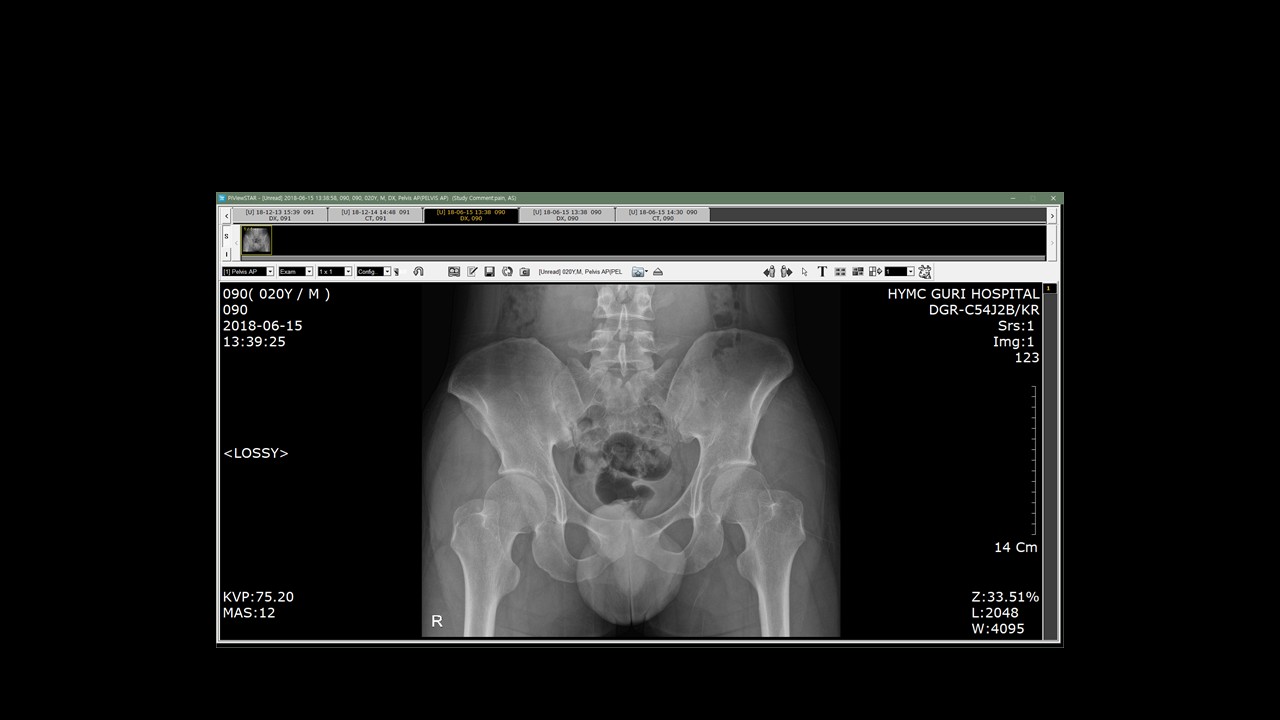 PiViewSTAR - [Unread] 2018-06-15 13:38:58, 090, 090, 020Y, M, DX, Pelvis AP(PELVIS AP) (Study Comment:pain, AS)
[U] 18-12-13 15:39 091
DX, 091
[U] 18-12-14 14:48 091
CT, 091
[U] 18-06-15 13:38 090
DX, 090
[U] 18-06-15 13:38 090
DX, 090
[U] 18-06-15 14:30 090
CT, 090
S
I
[1] Pelvis AP
Exam
1 x 1
Config.
[Unread] 020Y,M, Pelvis AP(PEL
T
1
1
090( 020Y / M )
090
2018-06-15
13:39:25
HYMC GURI HOSPITAL
DGR-C54J2B/KR
Srs:1
Img:1
123
<LOSSY>
14 Cm
KVP:75.20
MAS:12
R
Z:33.51%
L:2048
W:4095